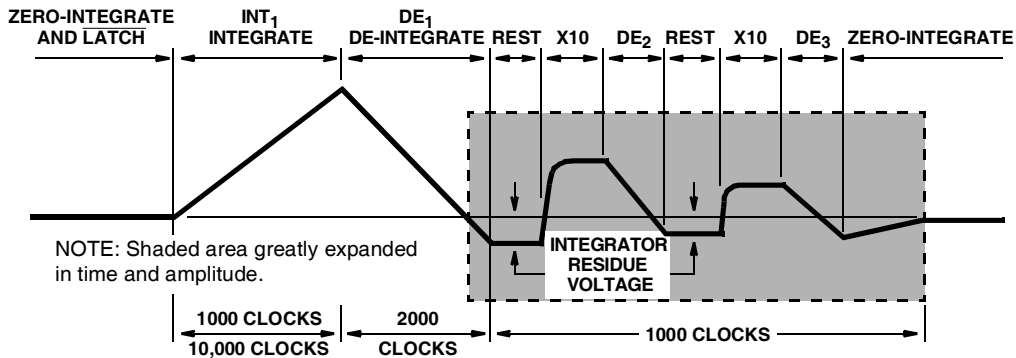 ZERO-INTEGRATE
AND LATCH
INT1
INTEGRATE
DE1
DE-INTEGRATE
REST
X10
DE2
REST
X10
DE3
ZERO-INTEGRATE
NOTE: Shaded area greatly expanded
in time and amplitude.
INTEGRATOR
RESIDUE
VOLTAGE
1000 CLOCKS
10,000 CLOCKS
2000
CLOCKS
1000 CLOCKS